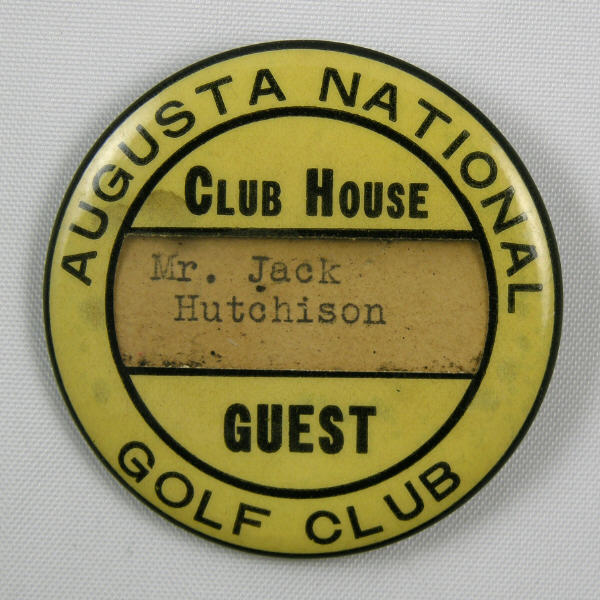 AUGUSTA NATIONAL
CLUB HOUSE
Mr. Jack
Hutchison
GUEST
GOLF CLUB